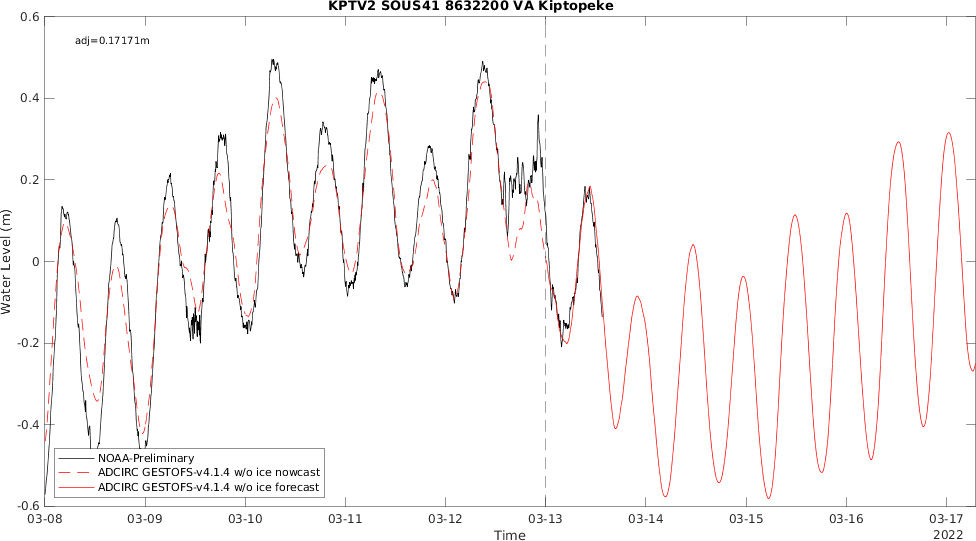 KPTV2 SOUS41 8632200 VA Kiptopeke
adj=0.17171m
0.6
0.4
0.2
0
-0.2
-0.4
-0.6
Water Level (m)
NOAA-Preliminary
ADCIRC GESTOFS-v4.1.4 w/o ice nowcast
ADCIRC GESTOFS-v4.1.4 w/o ice forecast
03-08 03-09 03-10 03-11 03-12 03-13 03-14 03-15 03-16 03-17
Time 2022